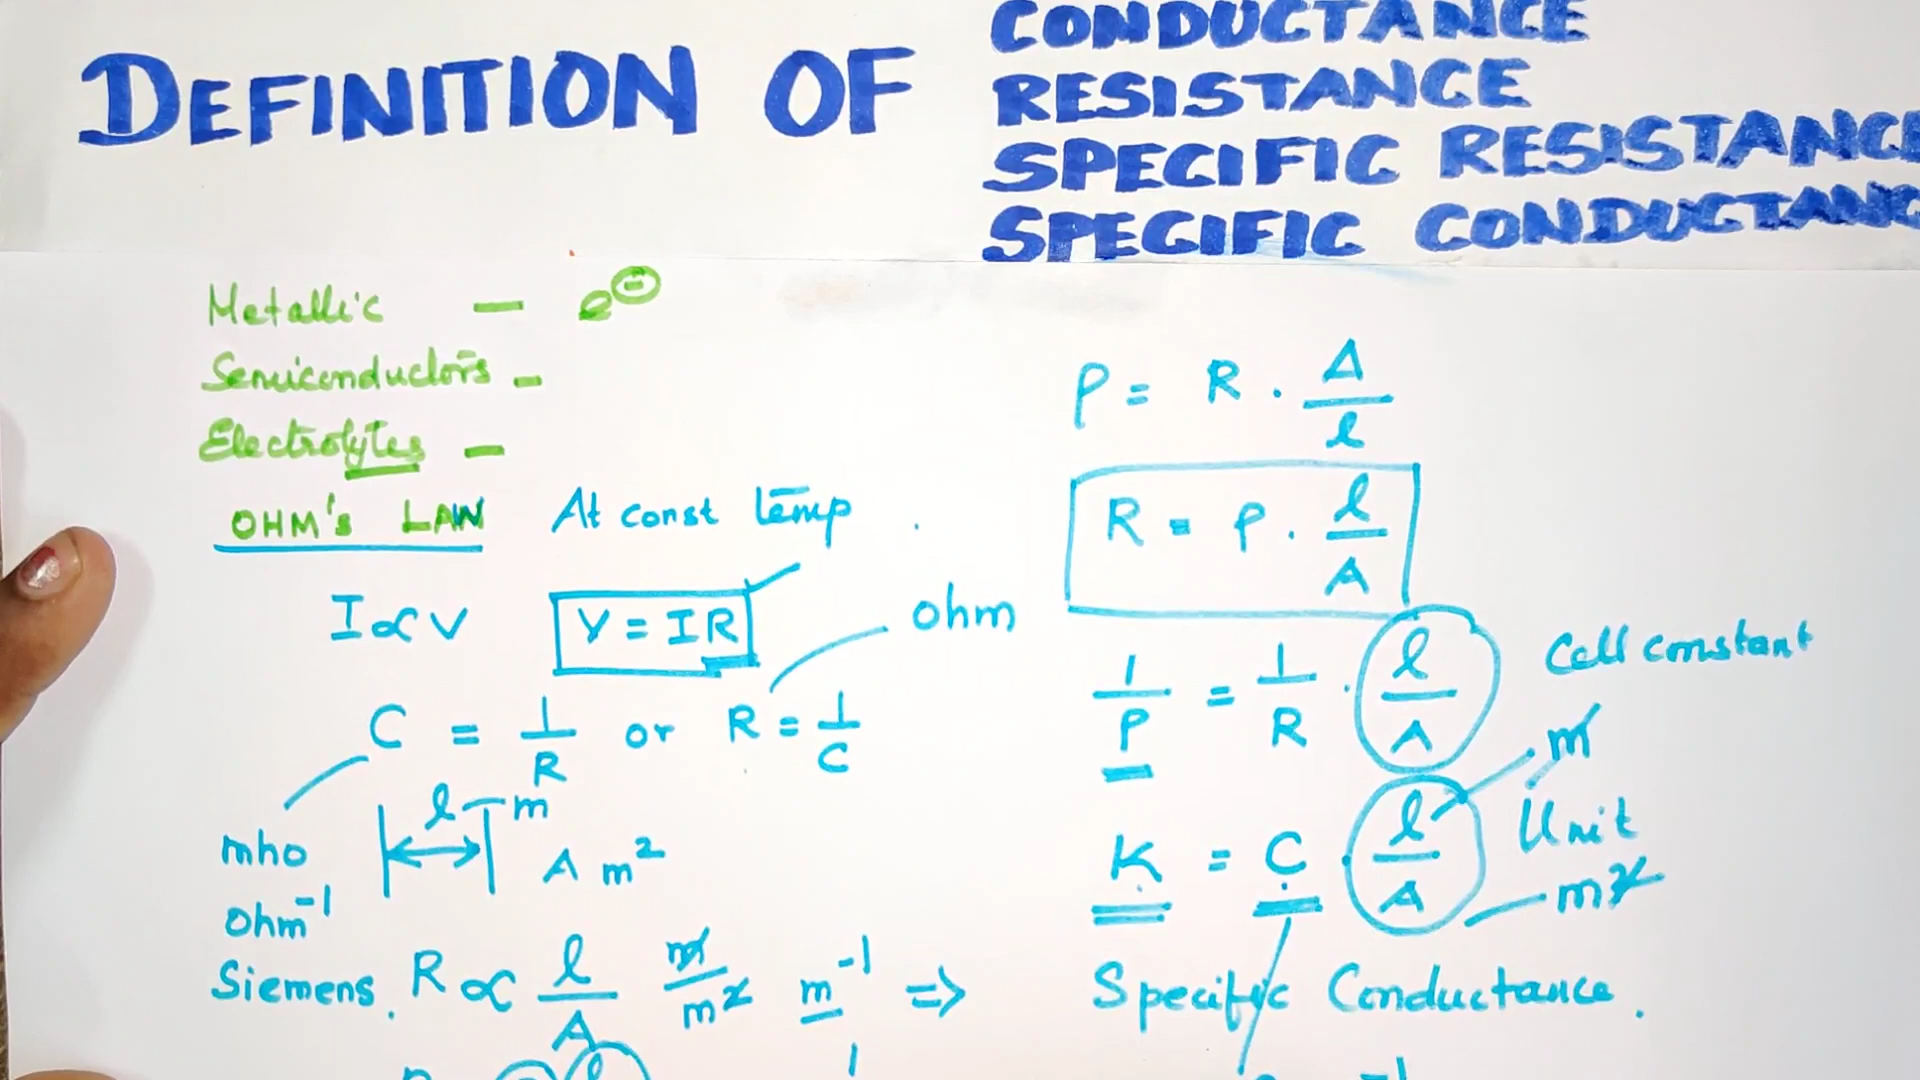 DEFINITION OF
CONDUCTANCE
RESISTANCE
SPECIFIC RESISTANCE
SPECIFIC CONDUCTANC
Metallic — e⊖
Semiconductors -
Electrolytes -
OHM's LAW At const temp .
I ∝ V V = IR ohm
C = 1/R or R = 1/C
l m
mho A m²
ohm⁻¹
Siemens. R ∝ l/A m/m² m⁻¹ =>
ρ = R . A/l
R = ρ . l/A
1/ρ = 1/R . l/A Cell constant
m
K = C . l/A Unit
m²
Specific Conductance .